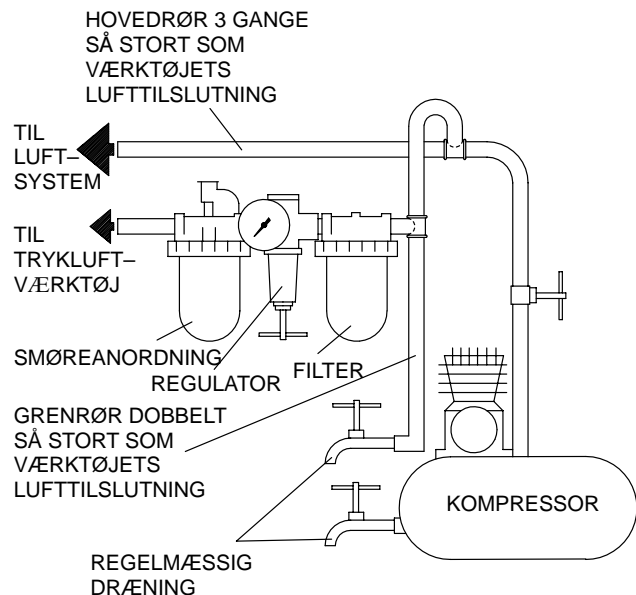 HOVEDRØR 3 GANGE
SÅ STORT SOM
VÆRKTØJETS
LUFTTILSLUTNING
TIL
LUFT–
SYSTEM
TIL
TRYKLUFT–
VÆRKTØJ
SMØREANORDNING
REGULATOR
FILTER
GRENRØR DOBBELT
SÅ STORT SOM
VÆRKTØJETS
LUFTTILSLUTNING
KOMPRESSOR
REGELMÆSSIG
DRÆNING